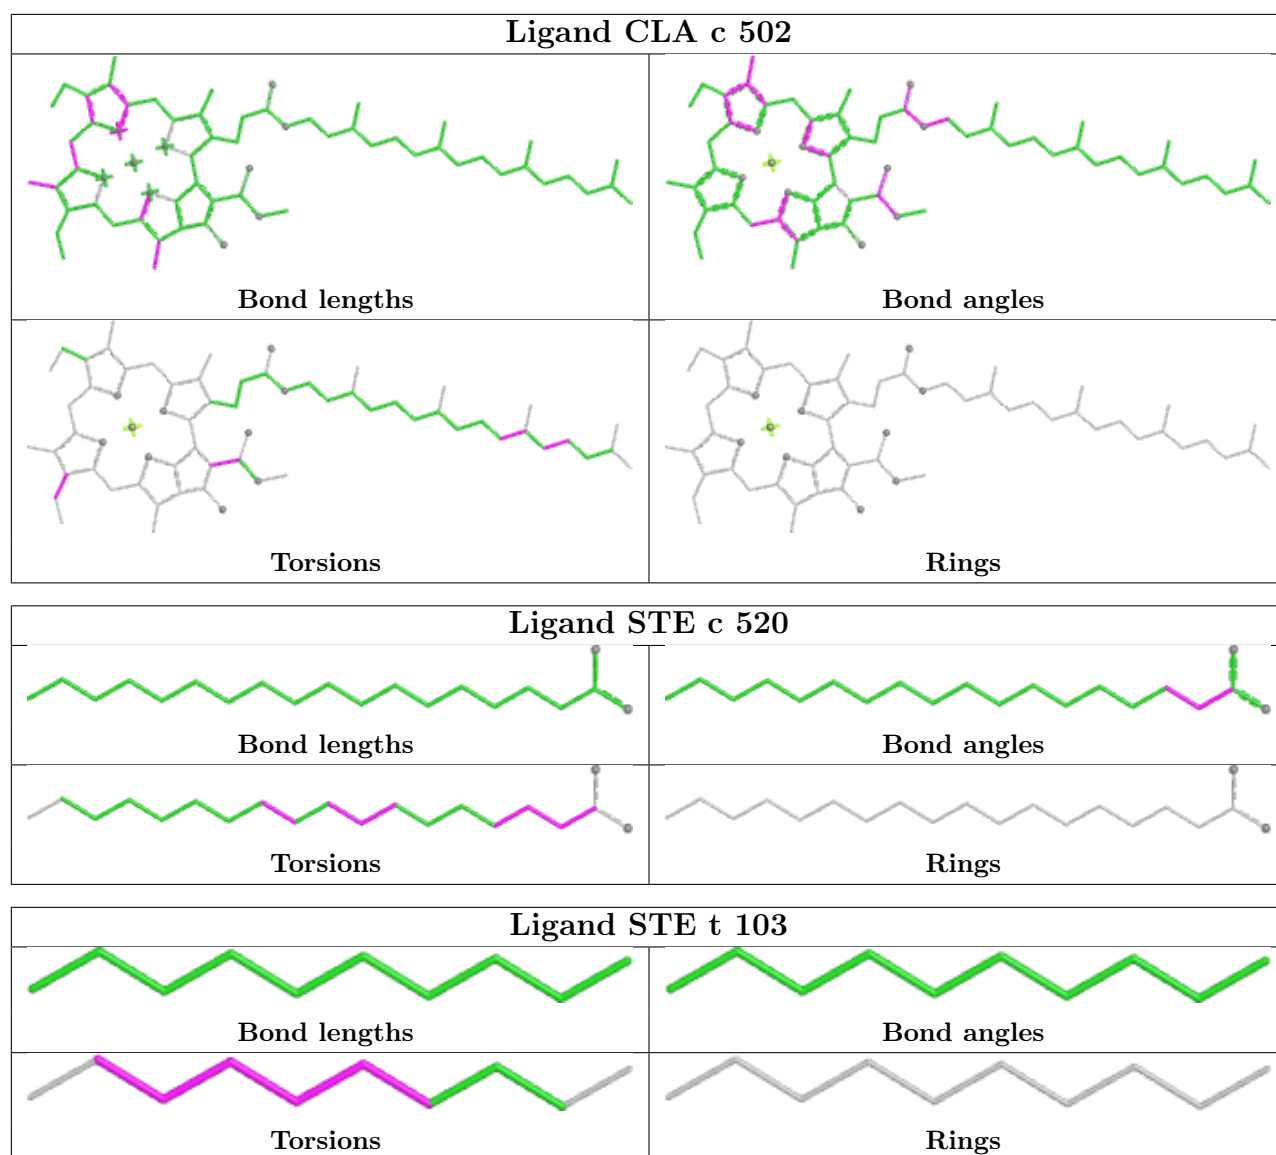 Ligand CLA c 502
Bond lengths
Bond angles
Torsions
Rings
Ligand STE c 520
Bond lengths
Bond angles
Torsions
Rings
Ligand STE t 103
Bond lengths
Bond angles
Torsions
Rings